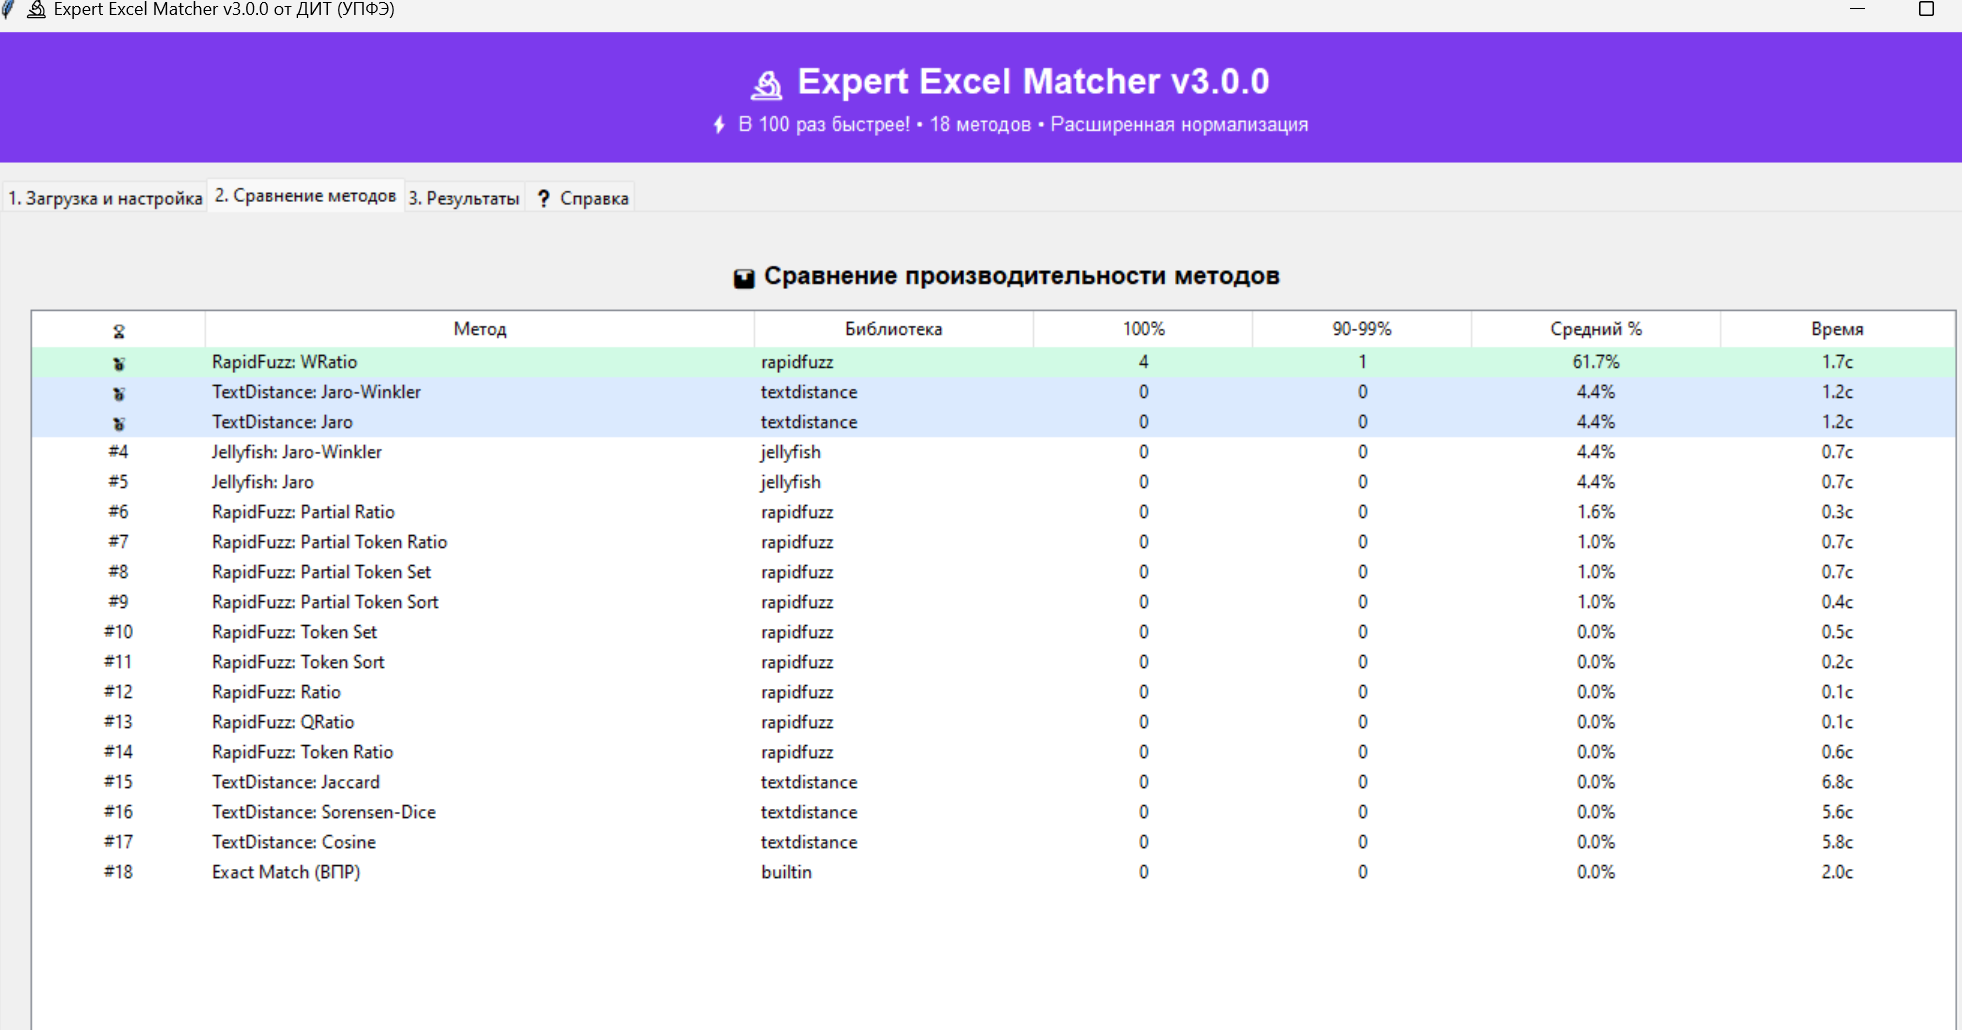 Expert Excel Matcher v3.0.0 от ДИТ (УПФЭ)
Expert Excel Matcher v3.0.0
В 100 раз быстрее! • 18 методов • Расширенная нормализация
1. Загрузка и настройка 2. Сравнение методов 3. Результаты ? Справка
Сравнение производительности методов
Метод Библиотека 100% 90-99% Средний % Время
RapidFuzz: WRatio rapidfuzz 4 1 61.7% 1.7с
TextDistance: Jaro-Winkler textdistance 0 0 4.4% 1.2с
TextDistance: Jaro textdistance 0 0 4.4% 1.2с
#4 Jellyfish: Jaro-Winkler jellyfish 0 0 4.4% 0.7с
#5 Jellyfish: Jaro jellyfish 0 0 4.4% 0.7с
#6 RapidFuzz: Partial Ratio rapidfuzz 0 0 1.6% 0.3с
#7 RapidFuzz: Partial Token Ratio rapidfuzz 0 0 1.0% 0.7с
#8 RapidFuzz: Partial Token Set rapidfuzz 0 0 1.0% 0.7с
#9 RapidFuzz: Partial Token Sort rapidfuzz 0 0 1.0% 0.4с
#10 RapidFuzz: Token Set rapidfuzz 0 0 0.0% 0.5с
#11 RapidFuzz: Token Sort rapidfuzz 0 0 0.0% 0.2с
#12 RapidFuzz: Ratio rapidfuzz 0 0 0.0% 0.1с
#13 RapidFuzz: QRatio rapidfuzz 0 0 0.0% 0.1с
#14 RapidFuzz: Token Ratio rapidfuzz 0 0 0.0% 0.6с
#15 TextDistance: Jaccard textdistance 0 0 0.0% 6.8с
#16 TextDistance: Sorensen-Dice textdistance 0 0 0.0% 5.6с
#17 TextDistance: Cosine textdistance 0 0 0.0% 5.8с
#18 Exact Match (ВПР) builtin 0 0 0.0% 2.0с